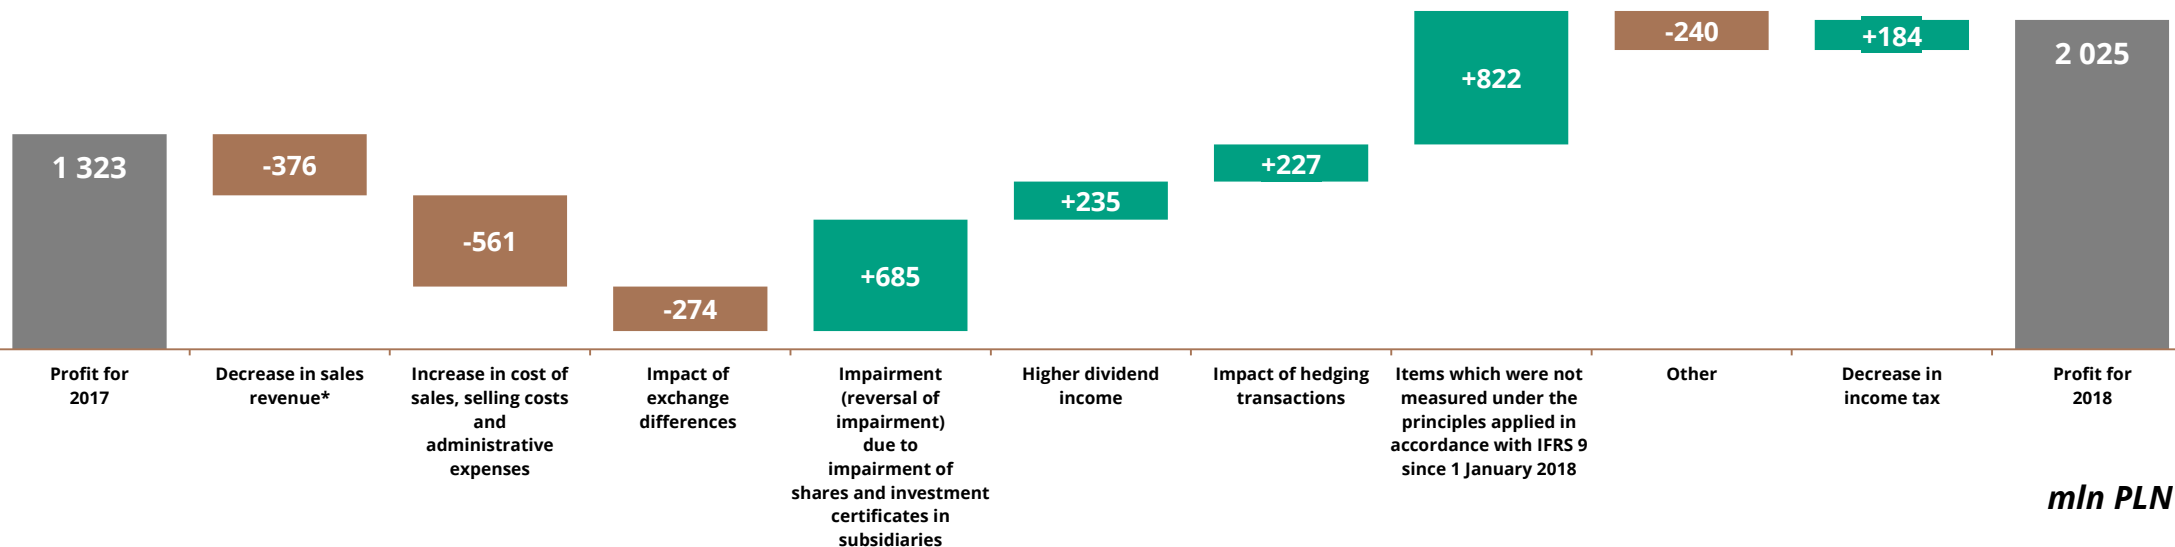 1 323
-376
-561
-274
+685
+235
+227
+822
-240
+184
2 025
Profit for
2017
Decrease in sales
revenue*
Increase in cost of
sales, selling costs
and
administrative
expenses
Impact of
exchange
differences
Impairment
(reversal of
impairment)
due to
impairment of
shares and investment
certificates in
subsidiaries
Higher dividend
income
Impact of hedging
transactions
Items which were not
measured under the
principles applied in
accordance with IFRS 9
since 1 January 2018
Other
Decrease in
income tax
Profit for
2018
mln PLN